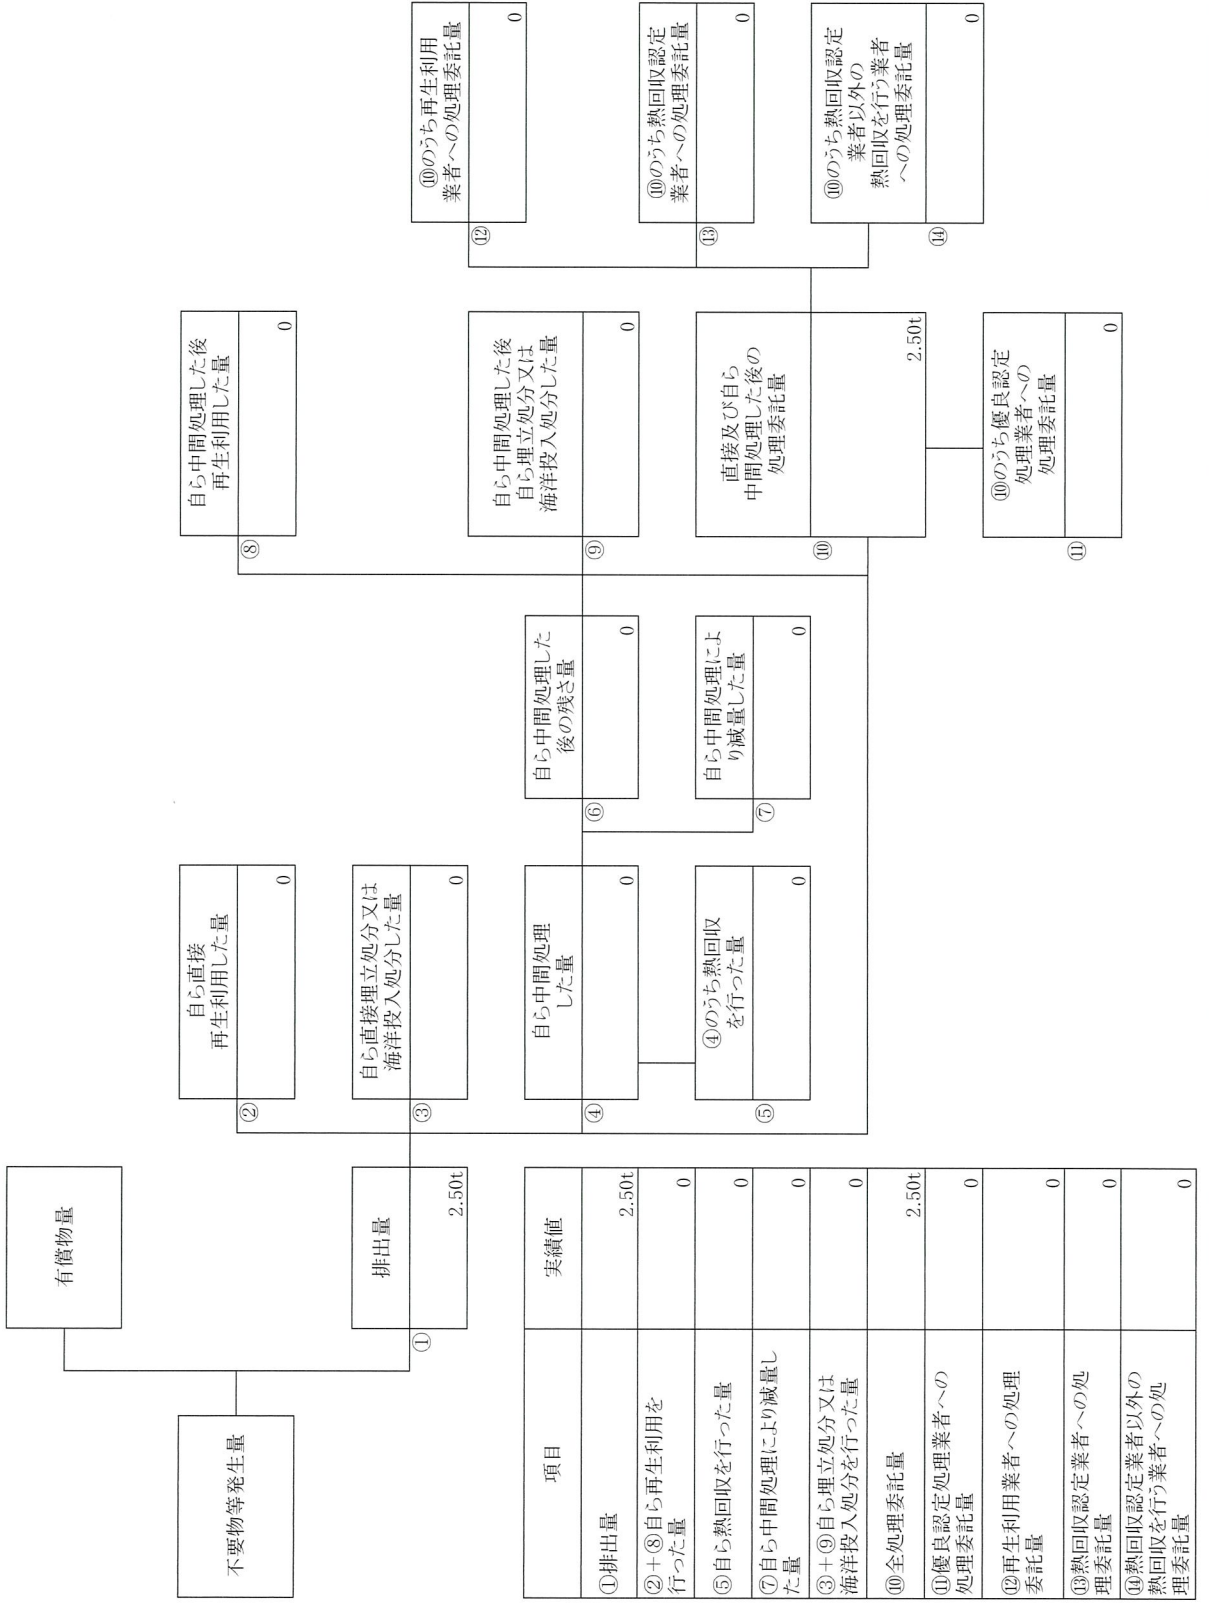 有償物量
不要物等発生量
排出量
①
2.50t
自ら直接
再生利用した量
②
0
自ら直接埋立処分又は
海洋投入処分した量
③
0
自ら中間処理
した量
④
0
④のうち熱回収
を行った量
⑤
0
自ら中間処理した
後の残さ量
⑥
0
自ら中間処理によ
り減量した量
⑦
0
自ら中間処理した後
再生利用した量
⑧
0
自ら中間処理した後
自ら埋立処分又は
海洋投入処分した量
⑨
0
直接及び自ら
中間処理した後の
処理委託量
⑩
2.50t
⑩のうち優良認定
処理業者への
処理委託量
⑪
0
⑩のうち再生利用
業者への処理委託量
⑫
0
⑩のうち熱回収認定
業者への処理委託量
⑬
0
⑩のうち熱回収認定
業者以外の
熱回収を行う業者
への処理委託量
⑭
0
項目 実績値
①排出量 2.50t
②+⑧自ら再生利用を
行った量 0
⑤自ら熱回収を行った量 0
⑦自ら中間処理により減量し
た量 0
③+⑨自ら埋立処分又は
海洋投入処分を行った量 0
⑩全処理委託量 2.50t
⑪優良認定処理業者への
処理委託量 0
⑫再生利用業者への処理
委託量 0
⑬熱回収認定業者への処
理委託量 0
⑭熱回収認定業者以外の
熱回収を行う業者への処
理委託量 0